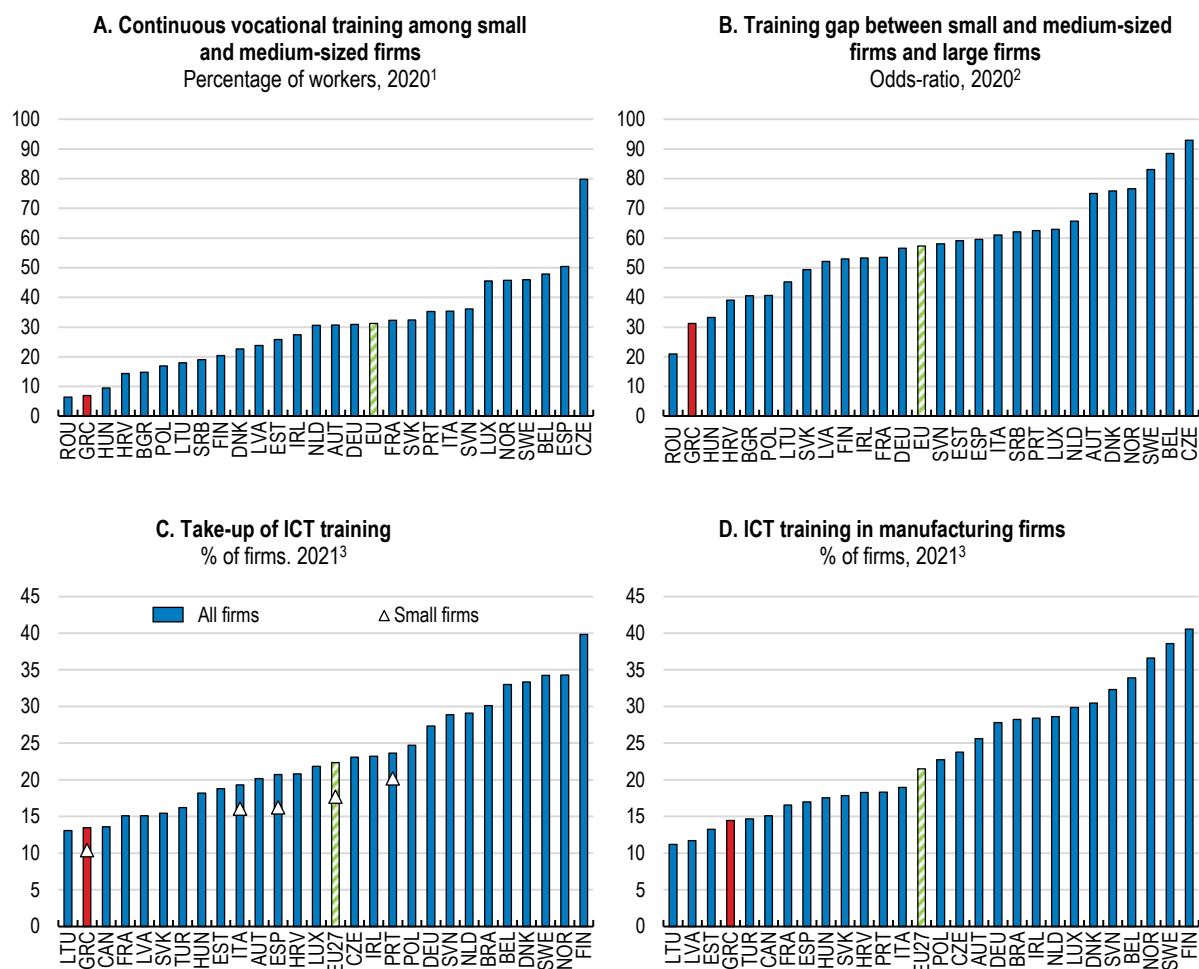 A. Continuous vocational training among small
and medium-sized firms
Percentage of workers, 2020¹
100
90
80
70
60
50
40
30
20
10
0
ROU
GRC
HUN
HRV
BGR
POL
LTU
SRB
FIN
DNK
LVA
EST
IRL
NLD
AUT
DEU
EU
FRA
SVK
PRT
ITA
SVN
LUX
NOR
SWE
BEL
ESP
CZE
B. Training gap between small and medium-sized
firms and large firms
Odds-ratio, 2020²
100
90
80
70
60
50
40
30
20
10
0
ROU
GRC
HUN
HRV
BGR
POL
LTU
SVK
LVA
FIN
IRL
FRA
DEU
EU
SVN
EST
ESP
ITA
SRB
PRT
LUX
NLD
AUT
DNK
NOR
SWE
BEL
CZE
C. Take-up of ICT training
% of firms. 2021³
45
40
35
30
25
20
15
10
5
0
All firms
Small firms
LTU
GRC
CAN
FRA
LVA
SVK
TUR
HUN
EST
ITA
AUT
ESP
HRV
LUX
EU27
CZE
IRL
PRT
POL
DEU
SVN
NLD
BRA
BEL
DNK
SWE
NOR
FIN
D. ICT training in manufacturing firms
% of firms, 2021³
45
40
35
30
25
20
15
10
5
0
LTU
LVA
EST
GRC
TUR
CAN
FRA
ESP
HUN
SVK
HRV
PRT
ITA
EU27
POL
CZE
AUT
DEU
BRA
IRL
NLD
LUX
DNK
SVN
BEL
NOR
SWE
FIN